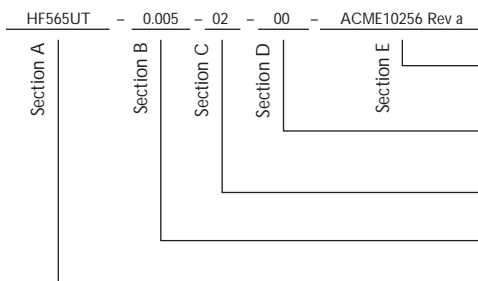 HF565UT – 0.005 – 02 – 00 – ACME10256 Rev a
Section A
Section B
Section C
Section D
Section E